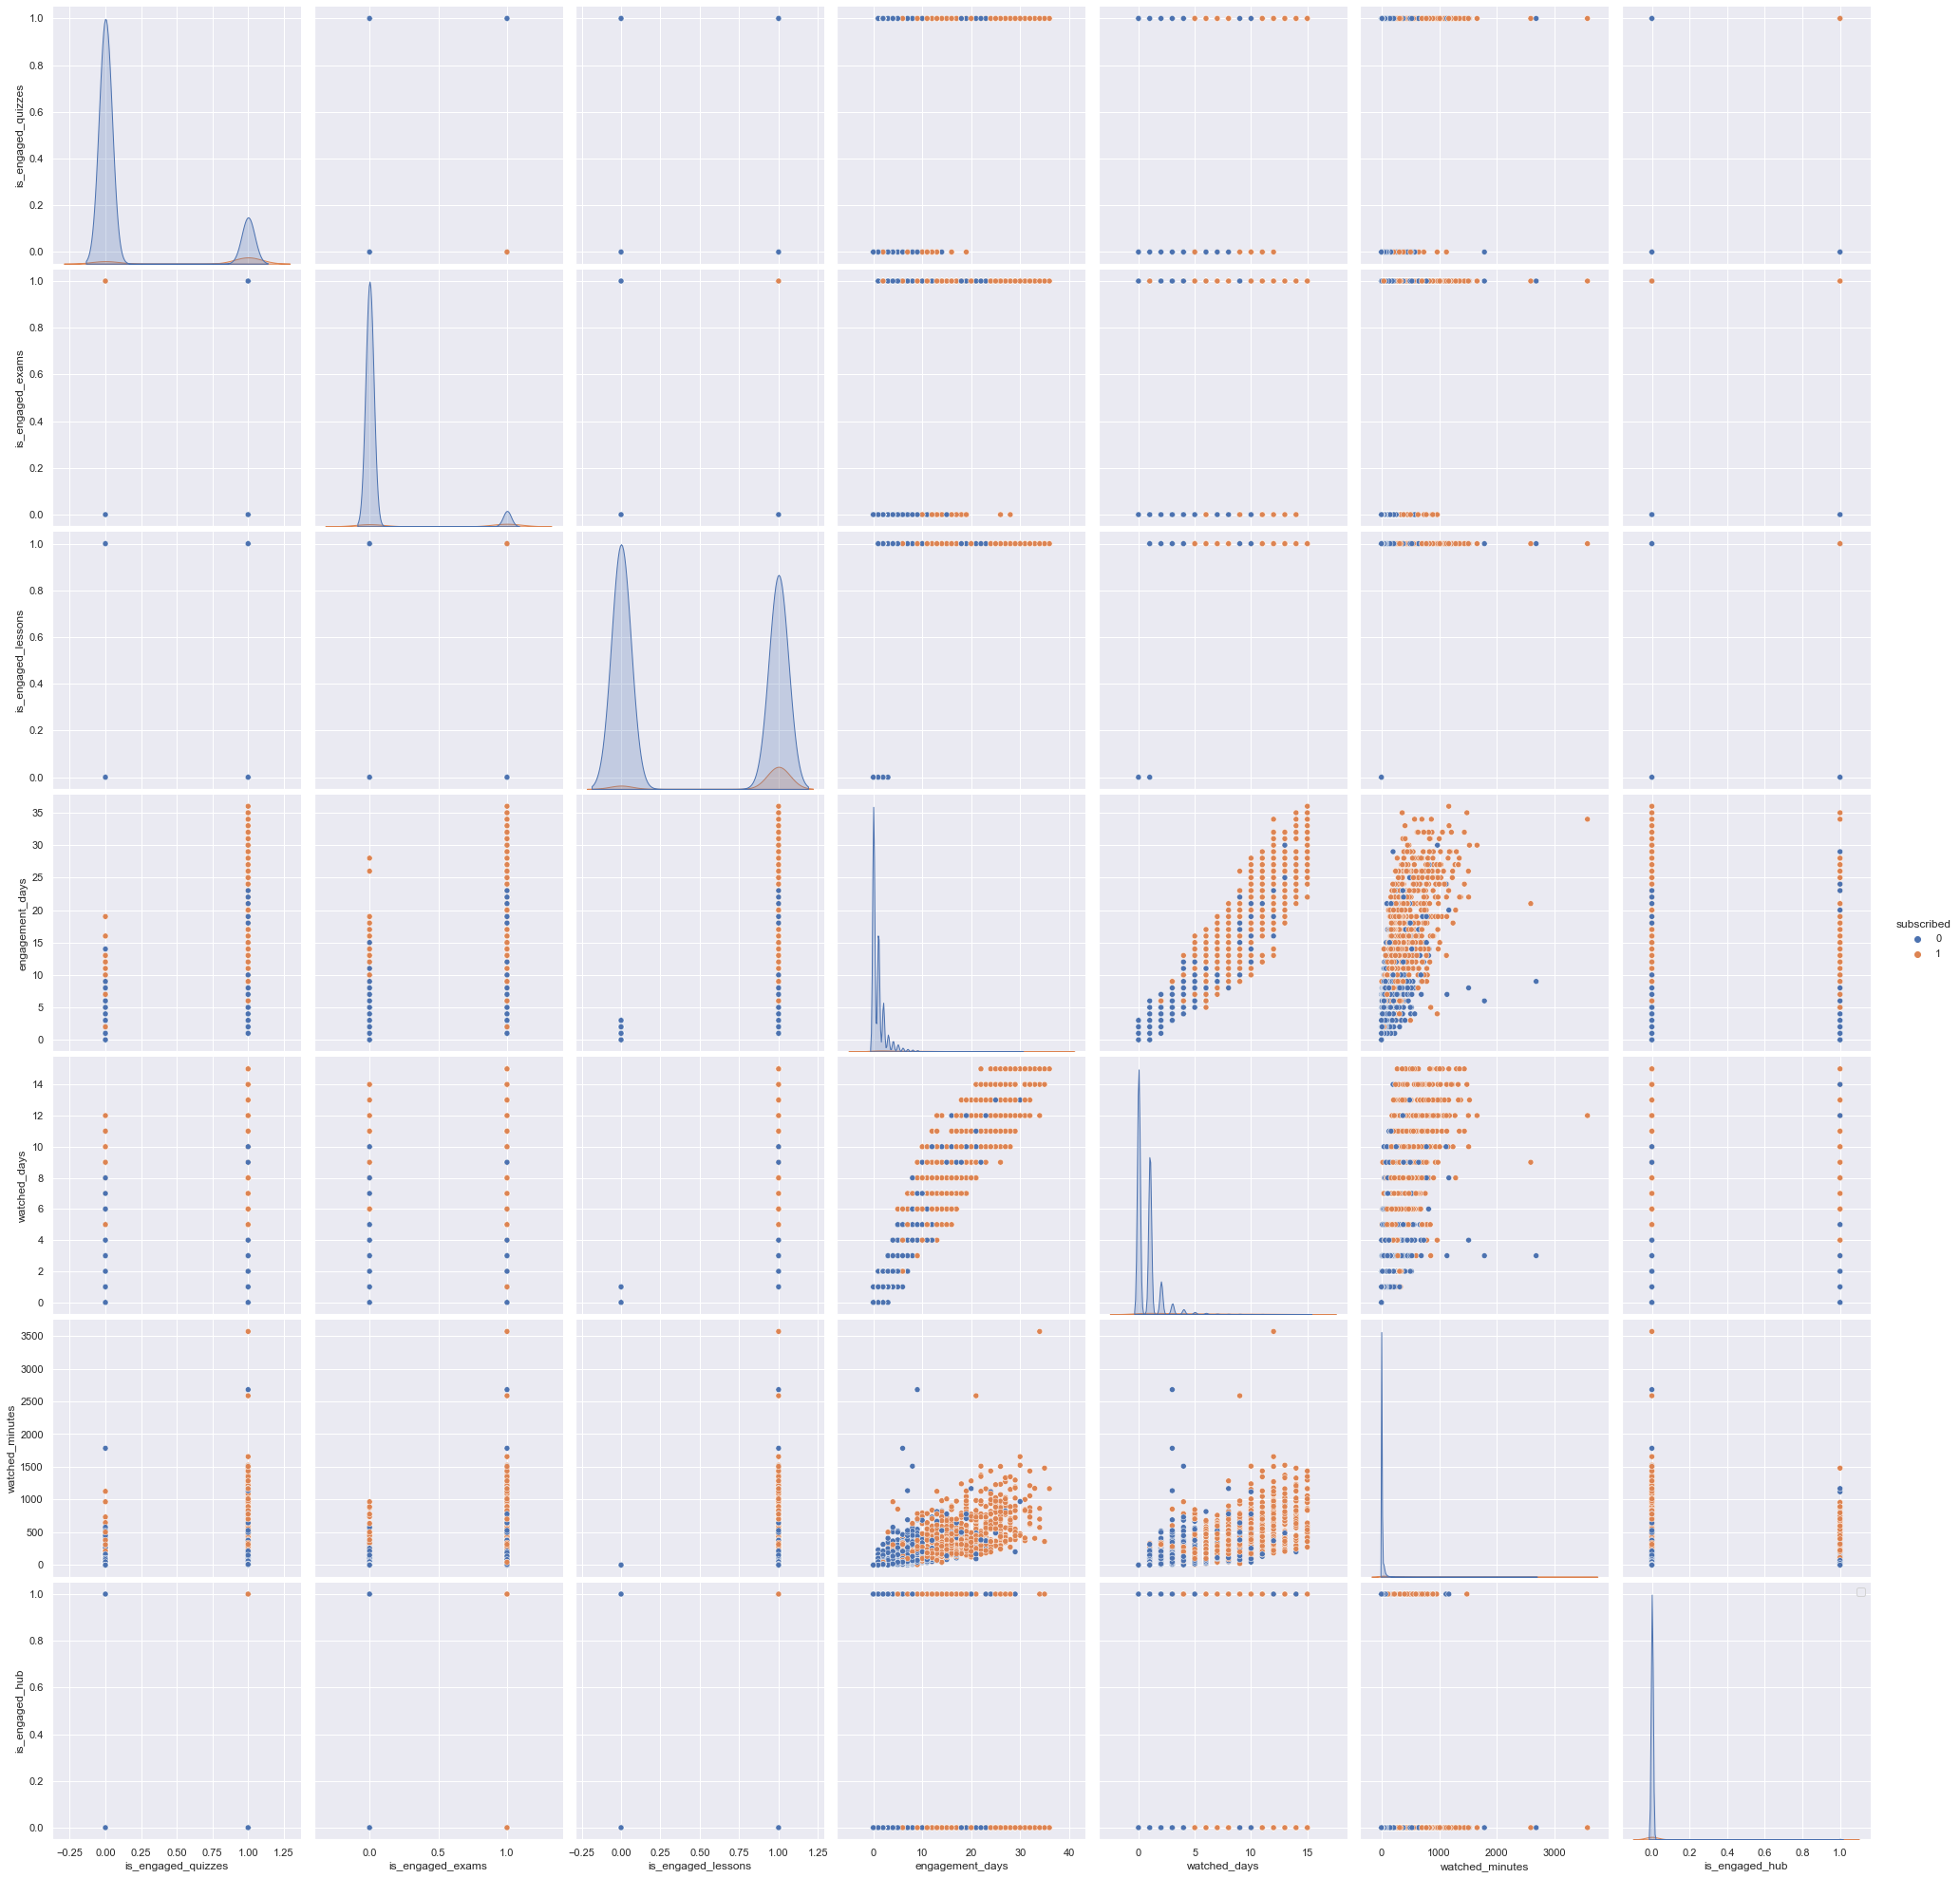 1.0
0.8
0.6
0.4
0.2
0.0
is_engaged_quizzes
1.0
0.8
0.6
0.4
0.2
0.0
is_engaged_exams
1.0
0.8
0.6
0.4
0.2
0.0
is_engaged_lessons
35
30
25
20
15
10
5
0
engagement_days
subscribed
0
1
14
12
10
8
6
4
2
0
watched_days
3500
3000
2500
2000
1500
1000
500
0
watched_minutes
1.0
0.8
0.6
0.4
0.2
0.0
is_engaged_hub
−0.25 0.00 0.25 0.50 0.75 1.00 1.25
is_engaged_quizzes
0.0 0.5 1.0
is_engaged_exams
−0.25 0.00 0.25 0.50 0.75 1.00 1.25
is_engaged_lessons
0 10 20 30 40
engagement_days
0 5 10 15
watched_days
0 1000 2000 3000
watched_minutes
0.0 0.2 0.4 0.6 0.8 1.0
is_engaged_hub